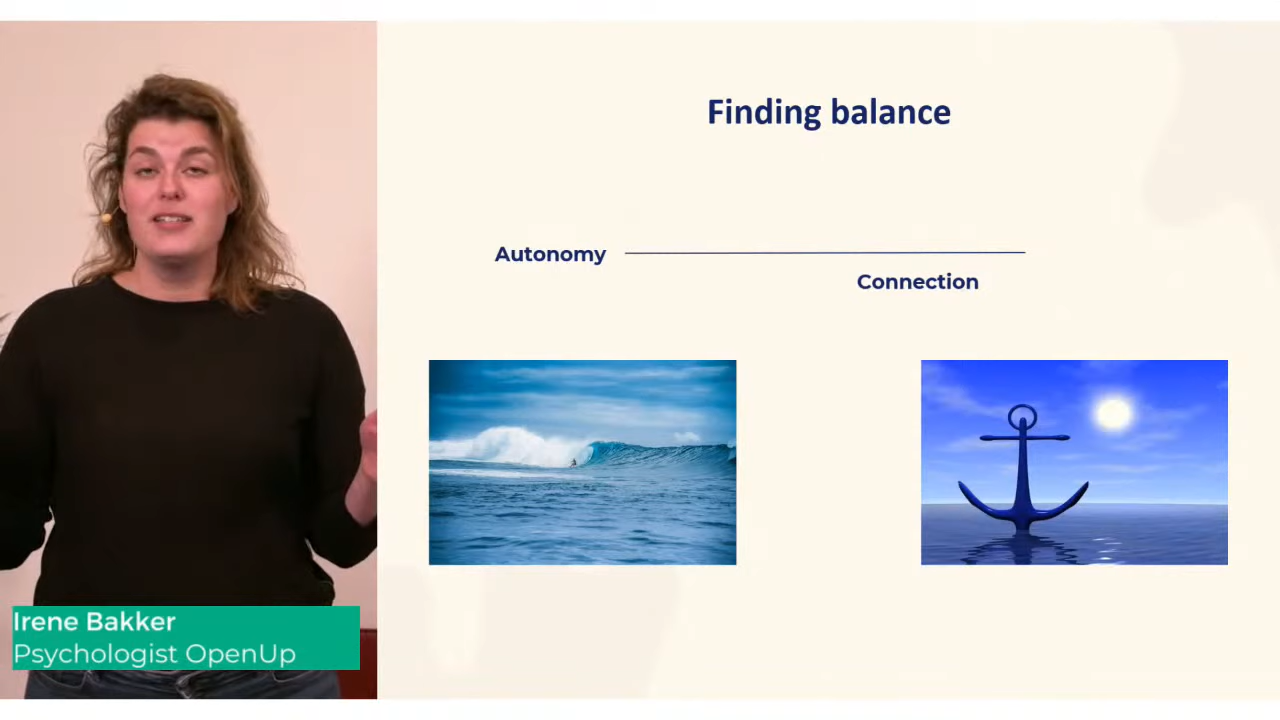 Finding balance
Autonomy
Connection
Irene Bakker
Psychologist OpenUp